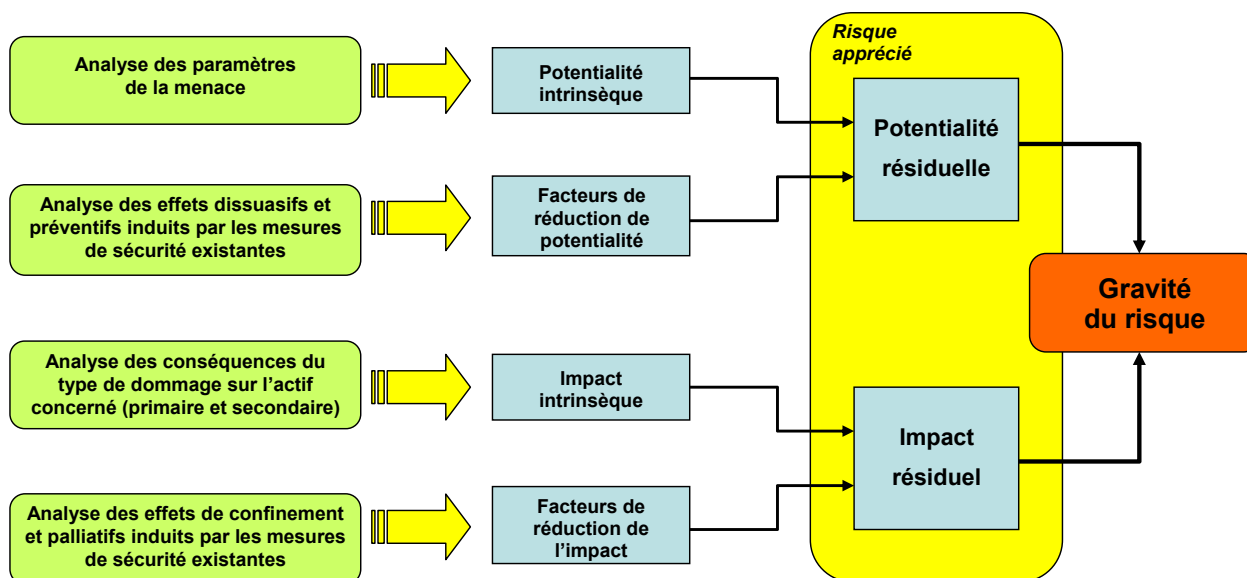 Risque
apprécié
Analyse des paramètres
de la menace
Potentialité
intrinsèque
Potentialité
résiduelle
Analyse des effets dissuasifs et
préventifs induits par les mesures
de sécurité existantes
Facteurs de
réduction de
potentialité
Gravité
du risque
Analyse des conséquences du
type de dommage sur l’actif
concerné (primaire et secondaire)
Impact
intrinsèque
Impact
résiduel
Analyse des effets de confinement
et palliatifs induits par les mesures
de sécurité existantes
Facteurs de
réduction de
l’impact